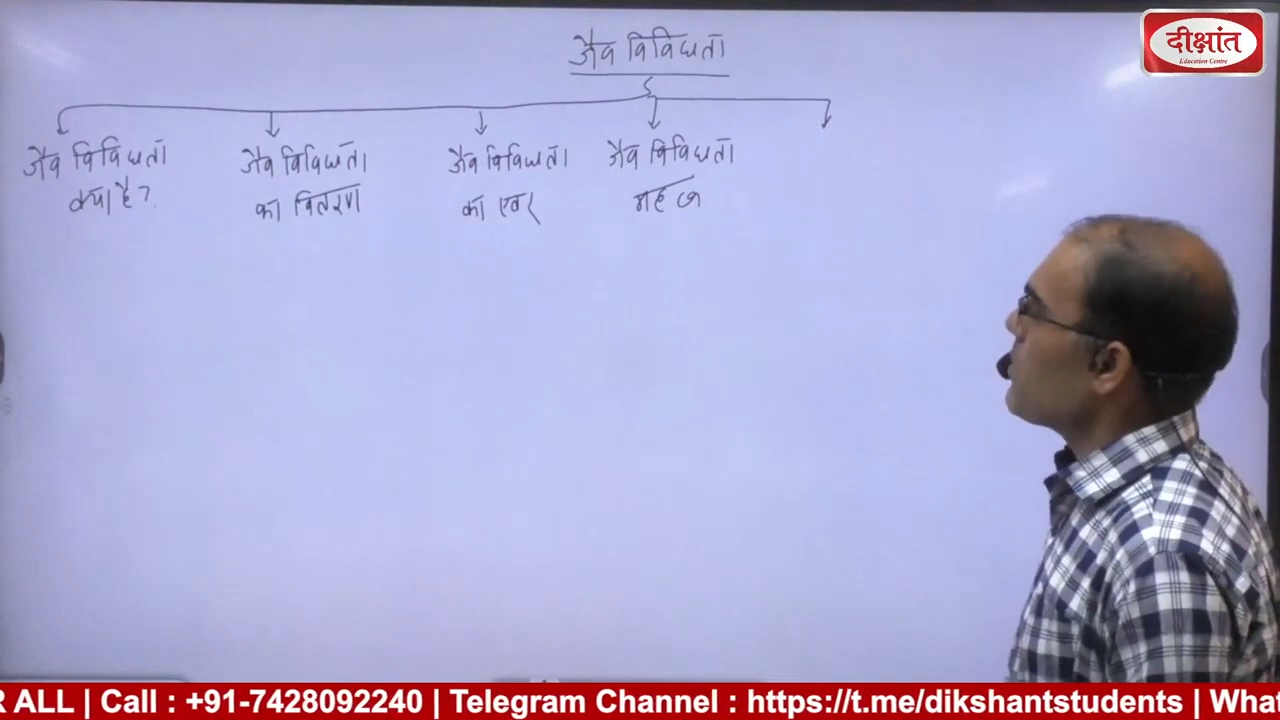 दीक्षांत
Education Centre
जैव विविधता
जैव विविधता
क्या है?
जैव विविधता
का वितरण
जैव विविधता
का स्तर
जैव विविधता
महत्व
R ALL | Call : +91-7428092240 | Telegram Channel : https://t.me/dikshantstudents | What